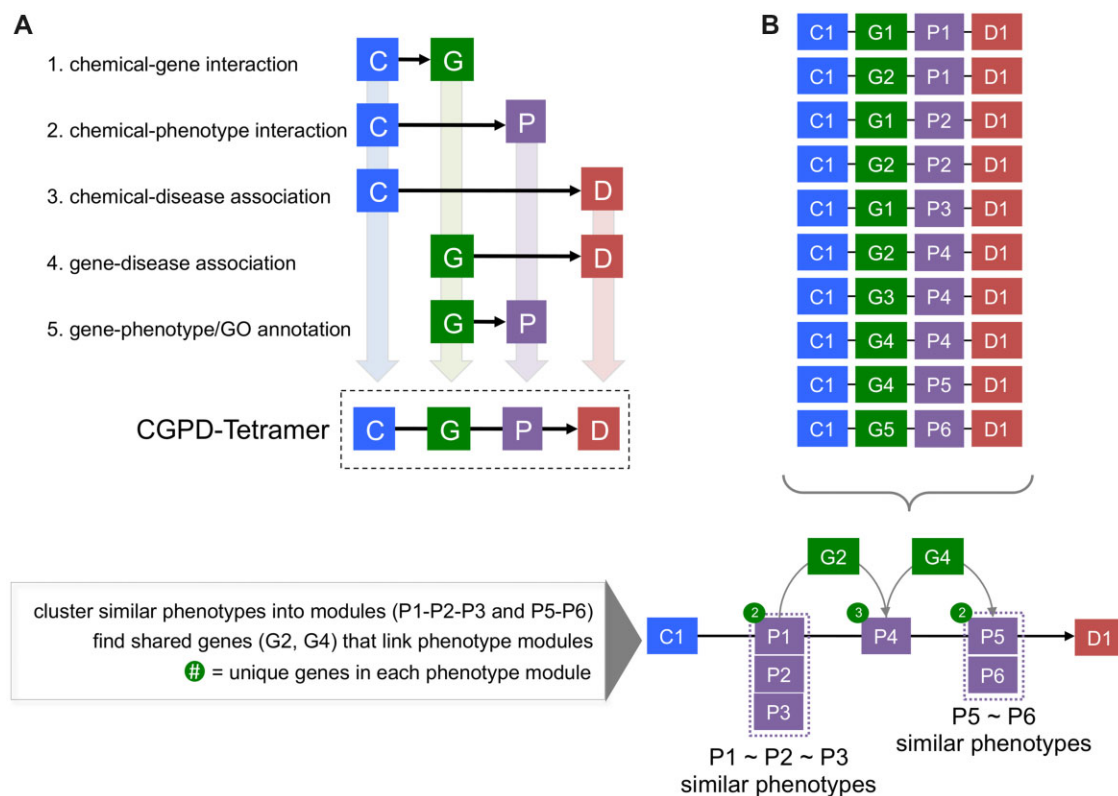 A
1. chemical-gene interaction
C G
2. chemical-phenotype interaction
C P
3. chemical-disease association
C D
4. gene-disease association
G D
5. gene-phenotype/GO annotation
G P
CGPD-Tetramer
C G P D
B
C1 G1 P1 D1
C1 G2 P1 D1
C1 G1 P2 D1
C1 G2 P2 D1
C1 G1 P3 D1
C1 G2 P4 D1
C1 G3 P4 D1
C1 G4 P4 D1
C1 G4 P5 D1
C1 G5 P6 D1
cluster similar phenotypes into modules (P1-P2-P3 and P5-P6)
find shared genes (G2, G4) that link phenotype modules
# = unique genes in each phenotype module
G2 G4
2 3 2
C1 P1 P4 P5 D1
P2 P6
P3
P5 ~ P6
similar phenotypes
P1 ~ P2 ~ P3
similar phenotypes